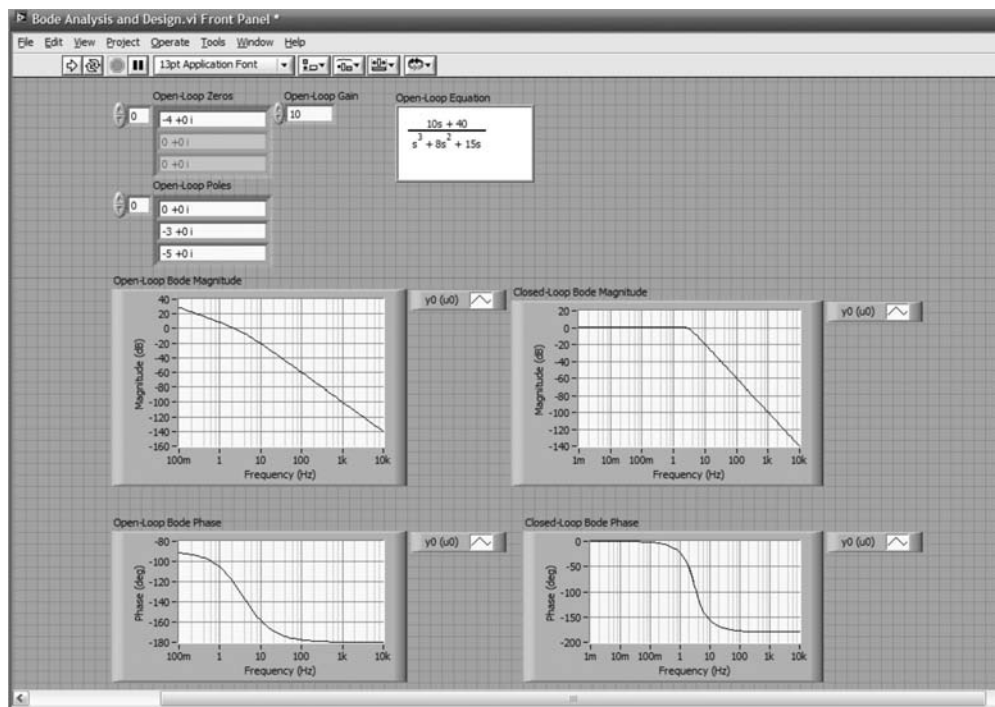 Bode Analysis and Design.vi Front Panel *
File Edit View Project Operate Tools Window Help
13pt Application Font
Open-Loop Zeros
0
-4 +0 i
0 +0 i
0 +0 i
Open-Loop Gain
10
Open-Loop Equation
10s + 40
s^3 + 8s^2 + 15s
Open-Loop Poles
0
0 +0 i
-3 +0 i
-5 +0 i
Open-Loop Bode Magnitude
y0 (u0)
Magnitude (dB)
40
20
0
-20
-40
-60
-80
-100
-120
-140
-160
100m 1 10 100 1k 10k
Frequency (Hz)
Closed-Loop Bode Magnitude
y0 (u0)
Magnitude (dB)
20
0
-20
-40
-60
-80
-100
-120
-140
1m 10m 100m 1 10 100 1k 10k
Frequency (Hz)
Open-Loop Bode Phase
y0 (u0)
Phase (deg)
-80
-100
-120
-140
-160
-180
100m 1 10 100 1k 10k
Frequency (Hz)
Closed-Loop Bode Phase
y0 (u0)
Phase (deg)
0
-50
-100
-150
-200
1m 10m 100m 1 10 100 1k 10k
Frequency (Hz)